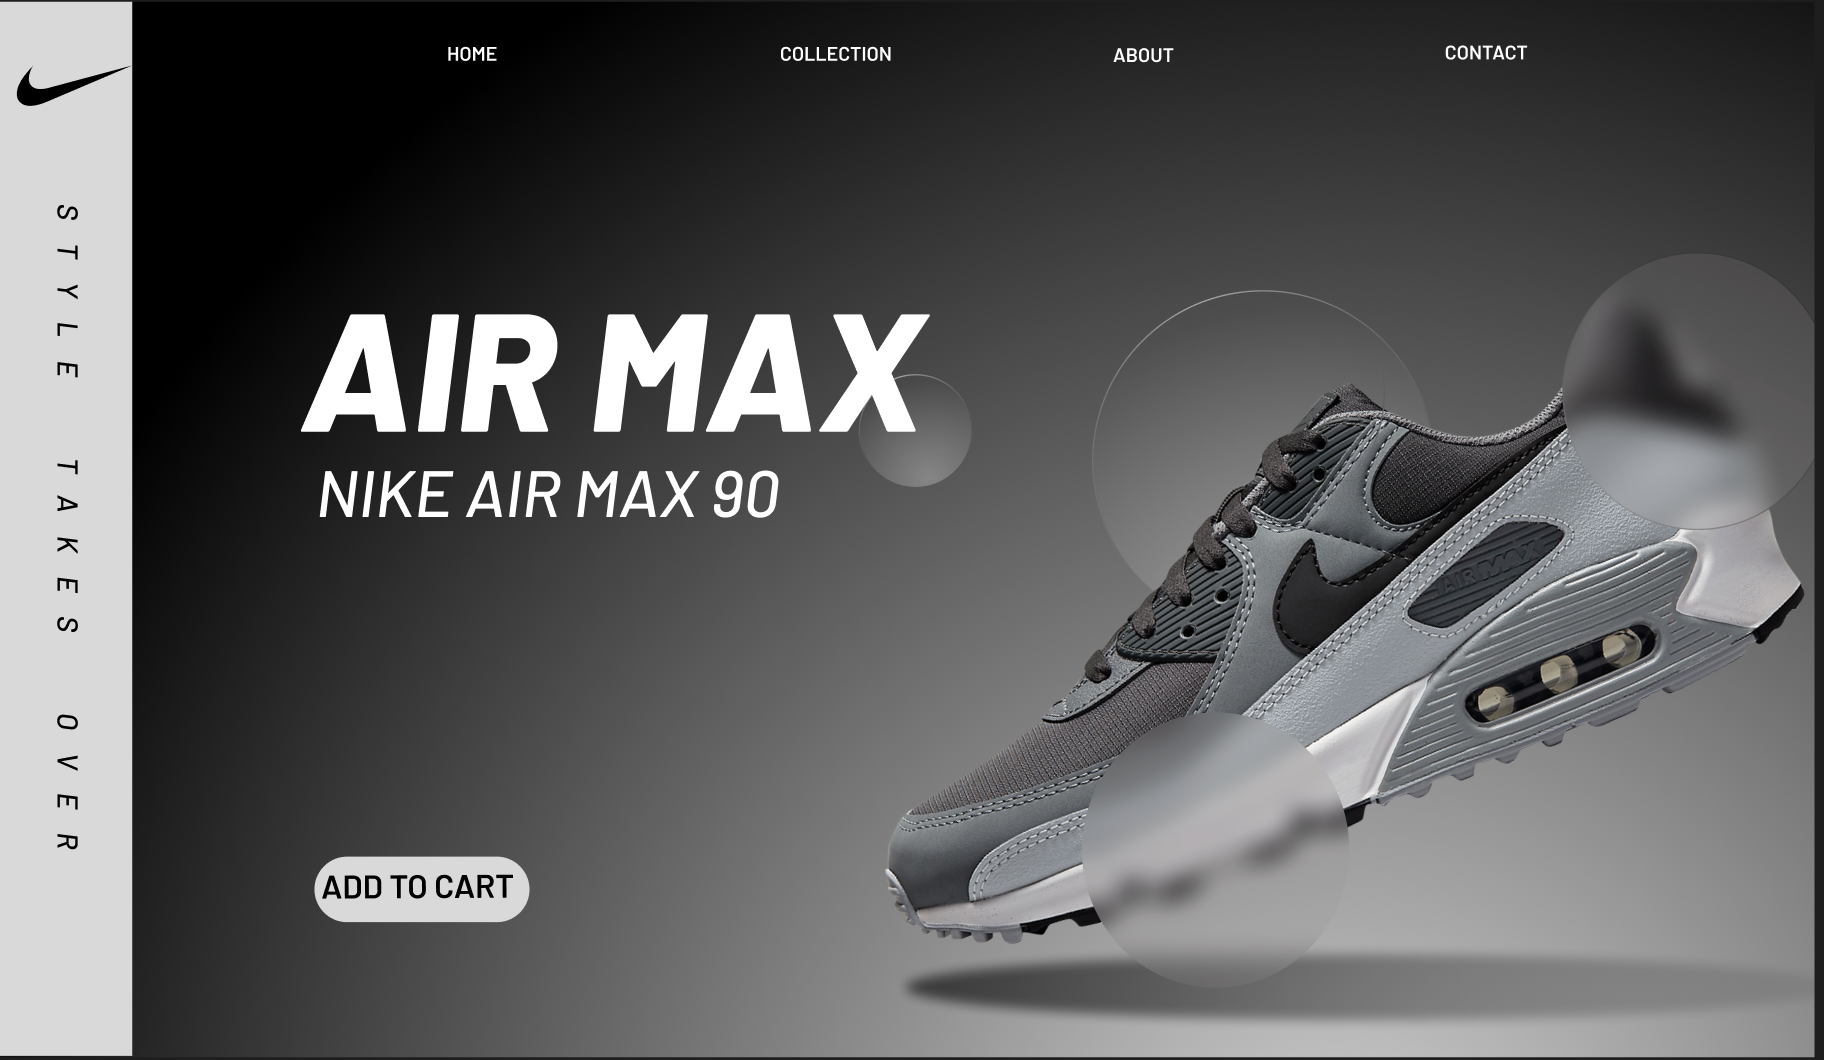 HOME
COLLECTION
ABOUT
CONTACT
STYLE TAKES OVER
AIR MAX
NIKE AIR MAX 90
AIR MAX
ADD TO CART